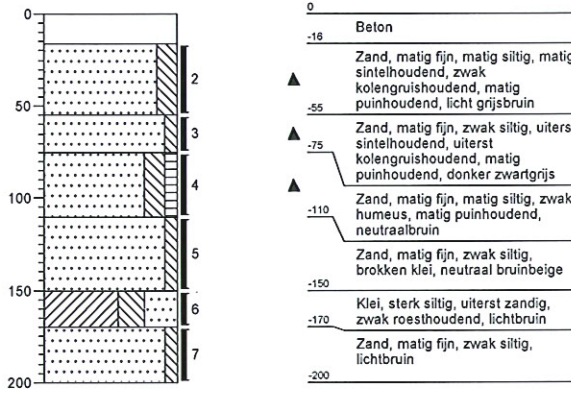 0
50
100
150
200
2
3
4
5
6
7
0
Beton
-16
Zand, matig fijn, matig siltig, matig
sintelhoudend, zwak
kolengruishoudend, matig
puinhoudend, licht grijsbruin
-55
Zand, matig fijn, zwak siltig, uiterst
sintelhoudend, uiterst
kolengruishoudend, matig
puinhoudend, donker zwartgrijs
-75
Zand, matig fijn, matig siltig, zwak
humeus, matig puinhoudend,
neutraalbruin
-110
Zand, matig fijn, zwak siltig,
brokken klei, neutraal bruinbeige
-150
Klei, sterk siltig, uiterst zandig,
zwak roesthoudend, lichtbruin
-170
Zand, matig fijn, zwak siltig,
lichtbruin
-200